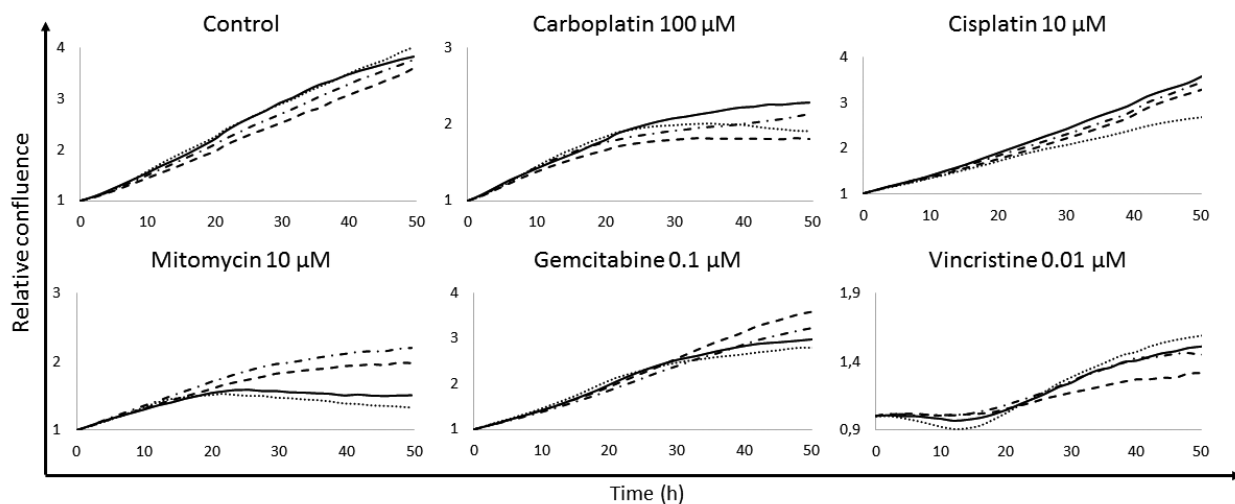 Control
Carboplatin 100 µM
Cisplatin 10 µM
4
3
2
1
0 10 20 30 40 50
3
2
1
0 10 20 30 40 50
4
3
2
1
0 10 20 30 40 50
Relative confluence
Mitomycin 10 µM
Gemcitabine 0.1 µM
Vincristine 0.01 µM
3
2
1
0 10 20 30 40 50
4
3
2
1
0 10 20 30 40 50
1,9
1,4
0,9
0 10 20 30 40 50
Time (h)